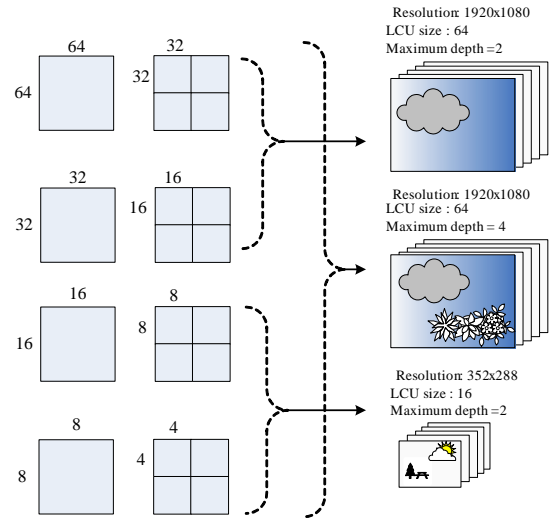 64
64
32
32
32
32
16
16
16
16
8
8
8
8
4
4
Resolution: 1920x1080
LCU size : 64
Maximum depth =2
Resolution: 1920x1080
LCU size : 64
Maximum depth = 4
Resolution: 352x288
LCU size : 16
Maximum depth =2